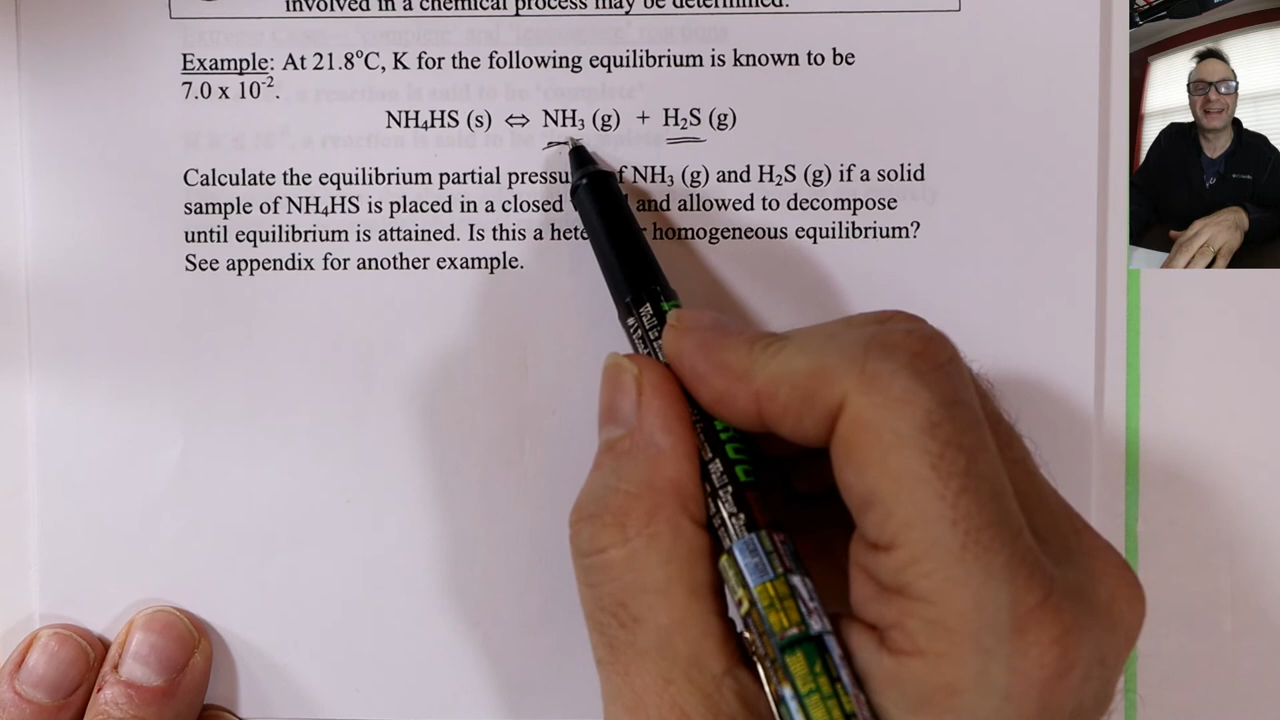 involved in a chemical process may be determined.
Example: At 21.8°C, K for the following equilibrium is known to be
7.0 x 10⁻².
NH₄HS (s) ⇔ NH₃ (g) + H₂S (g)
Calculate the equilibrium partial pressu f NH₃ (g) and H₂S (g) if a solid
sample of NH₄HS is placed in a closed and allowed to decompose
until equilibrium is attained. Is this a hete homogeneous equilibrium?
See appendix for another example.